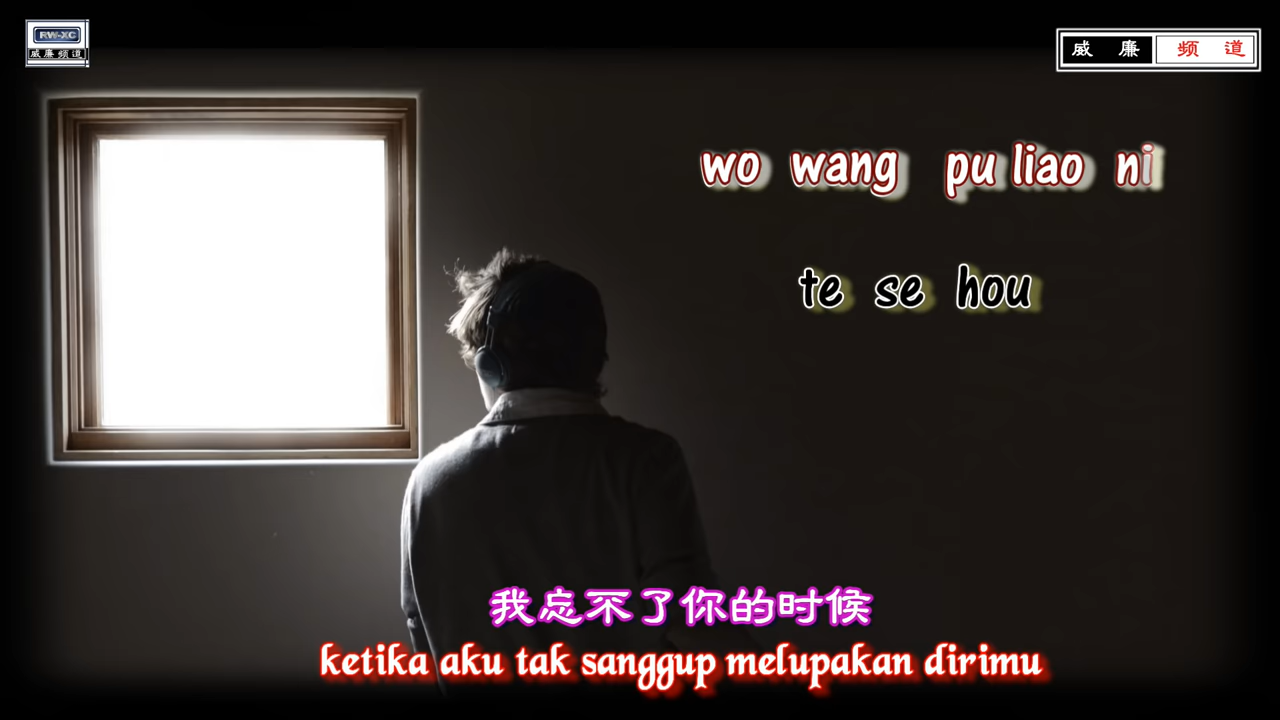 RW-XC
威廉频道
威廉频道
wo wang pu liao ni
te se hou
我忘不了你的时候
ketika aku tak sanggup melupakan dirimu